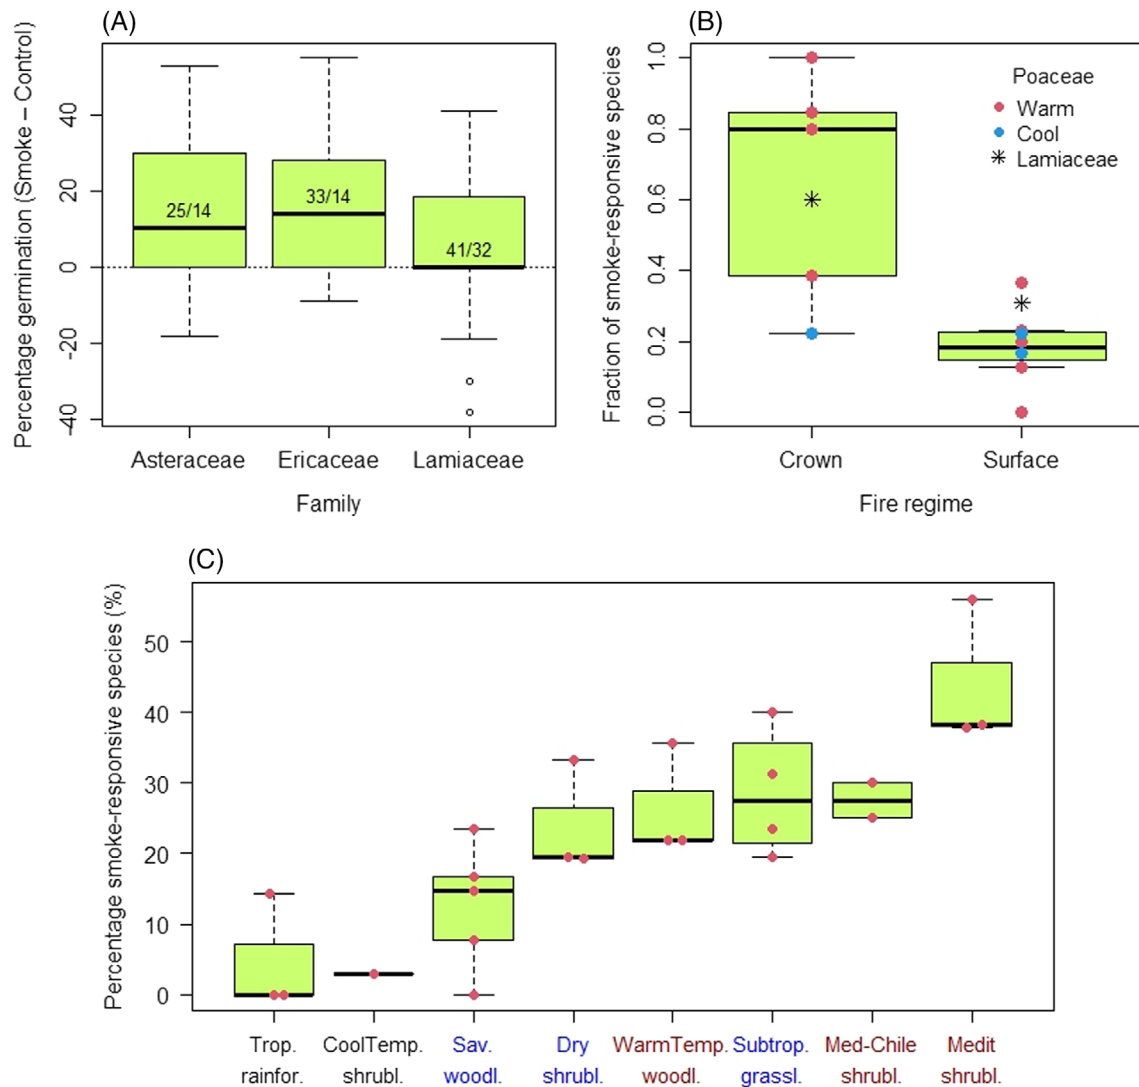 (A)
Percentage germination (Smoke – Control)
40
20
0
-20
-40
25/14
33/14
41/32
Asteraceae Ericaceae Lamiaceae
Family
(B)
Fraction of smoke-responsive species
1.0
0.8
0.6
0.4
0.2
0.0
Poaceae
Warm
Cool
Lamiaceae
Crown Surface
Fire regime
(C)
Percentage smoke-responsive species (%)
50
40
30
20
10
0
Trop. CoolTemp. Sav. Dry WarmTemp. Subtrop. Med-Chile Medit
rainfor. shrubl. woodl. shrubl. woodl. grassl. shrubl. shrubl.